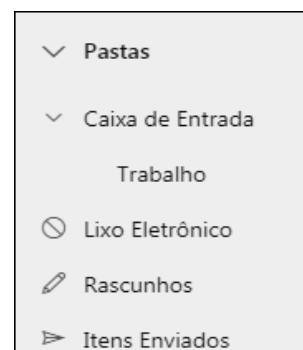 Pastas
Caixa de Entrada
Trabalho
Lixo Eletrônico
Rascunhos
Itens Enviados